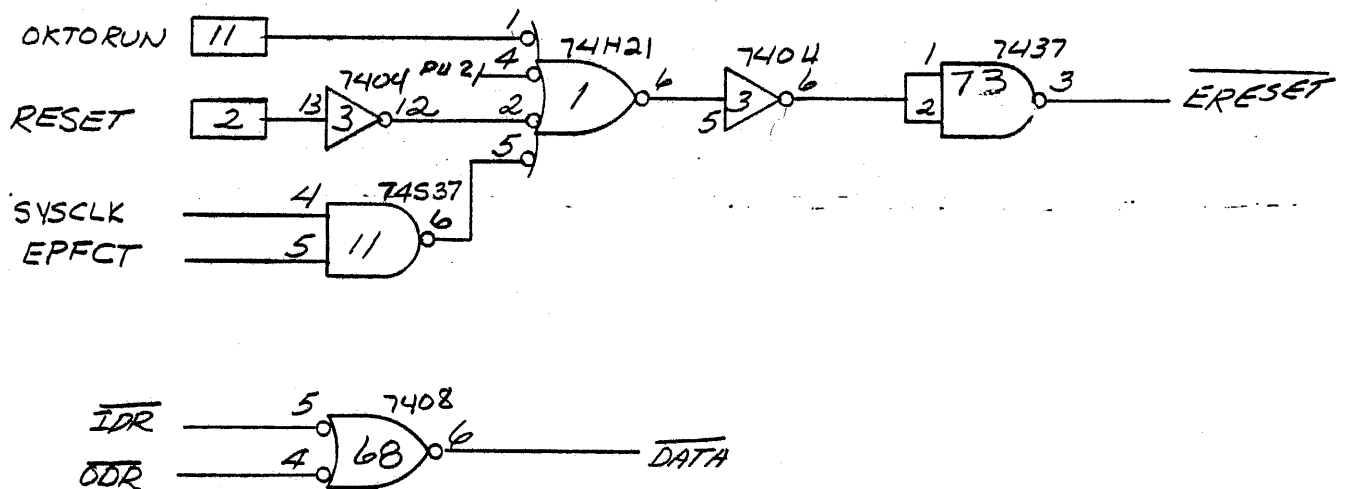 OKTORUN 11 1 74H21
4 PU 21 7404 7404 7437
RESET 2 13 3 12 2 1 6 5 3 6 1 2 73 3 ERESET
5
SYSCLK 4 74S37
EPFCT 5 11 6
IDR 5 7408
ODR 4 68 6 DATA